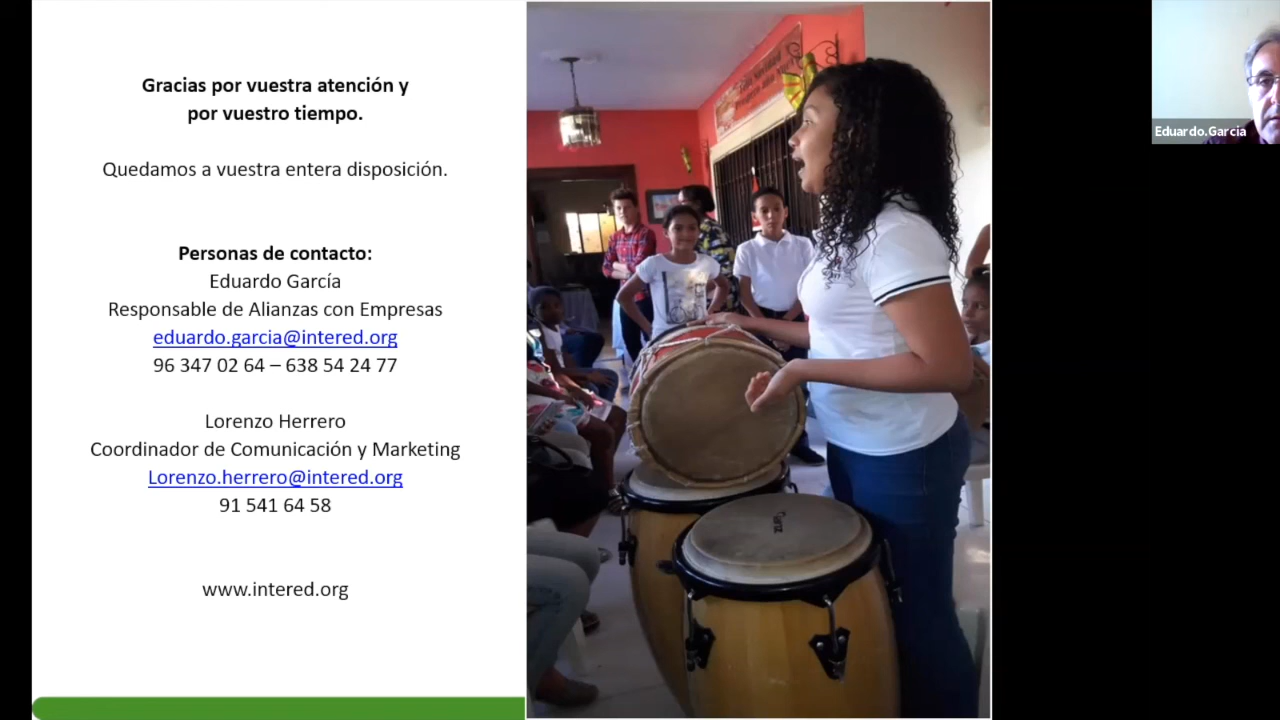 Gracias por vuestra atención y
por vuestro tiempo.
Quedamos a vuestra entera disposición.
Personas de contacto:
Eduardo García
Responsable de Alianzas con Empresas
eduardo.garcia@intered.org
96 347 02 64 – 638 54 24 77
Lorenzo Herrero
Coordinador de Comunicación y Marketing
Lorenzo.herrero@intered.org
91 541 64 58
www.intered.org
Eduardo.Garcia